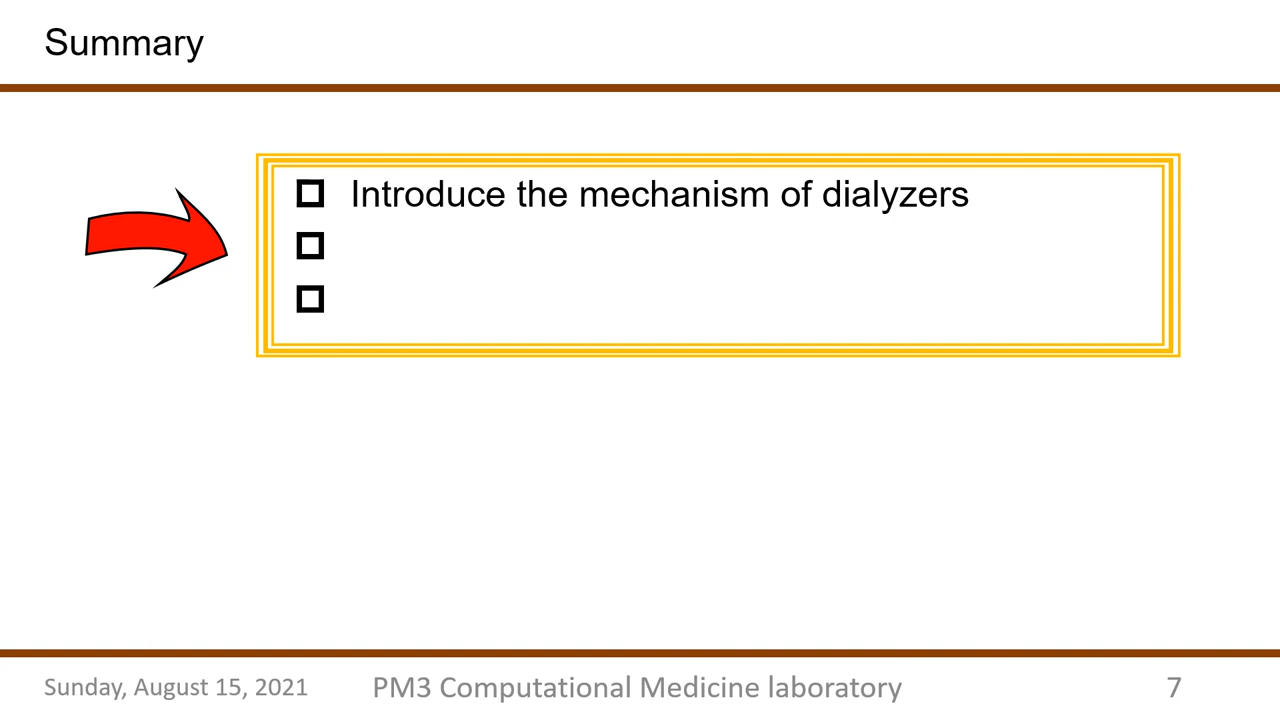 Summary
Introduce the mechanism of dialyzers
Sunday, August 15, 2021
PM3 Computational Medicine laboratory
7